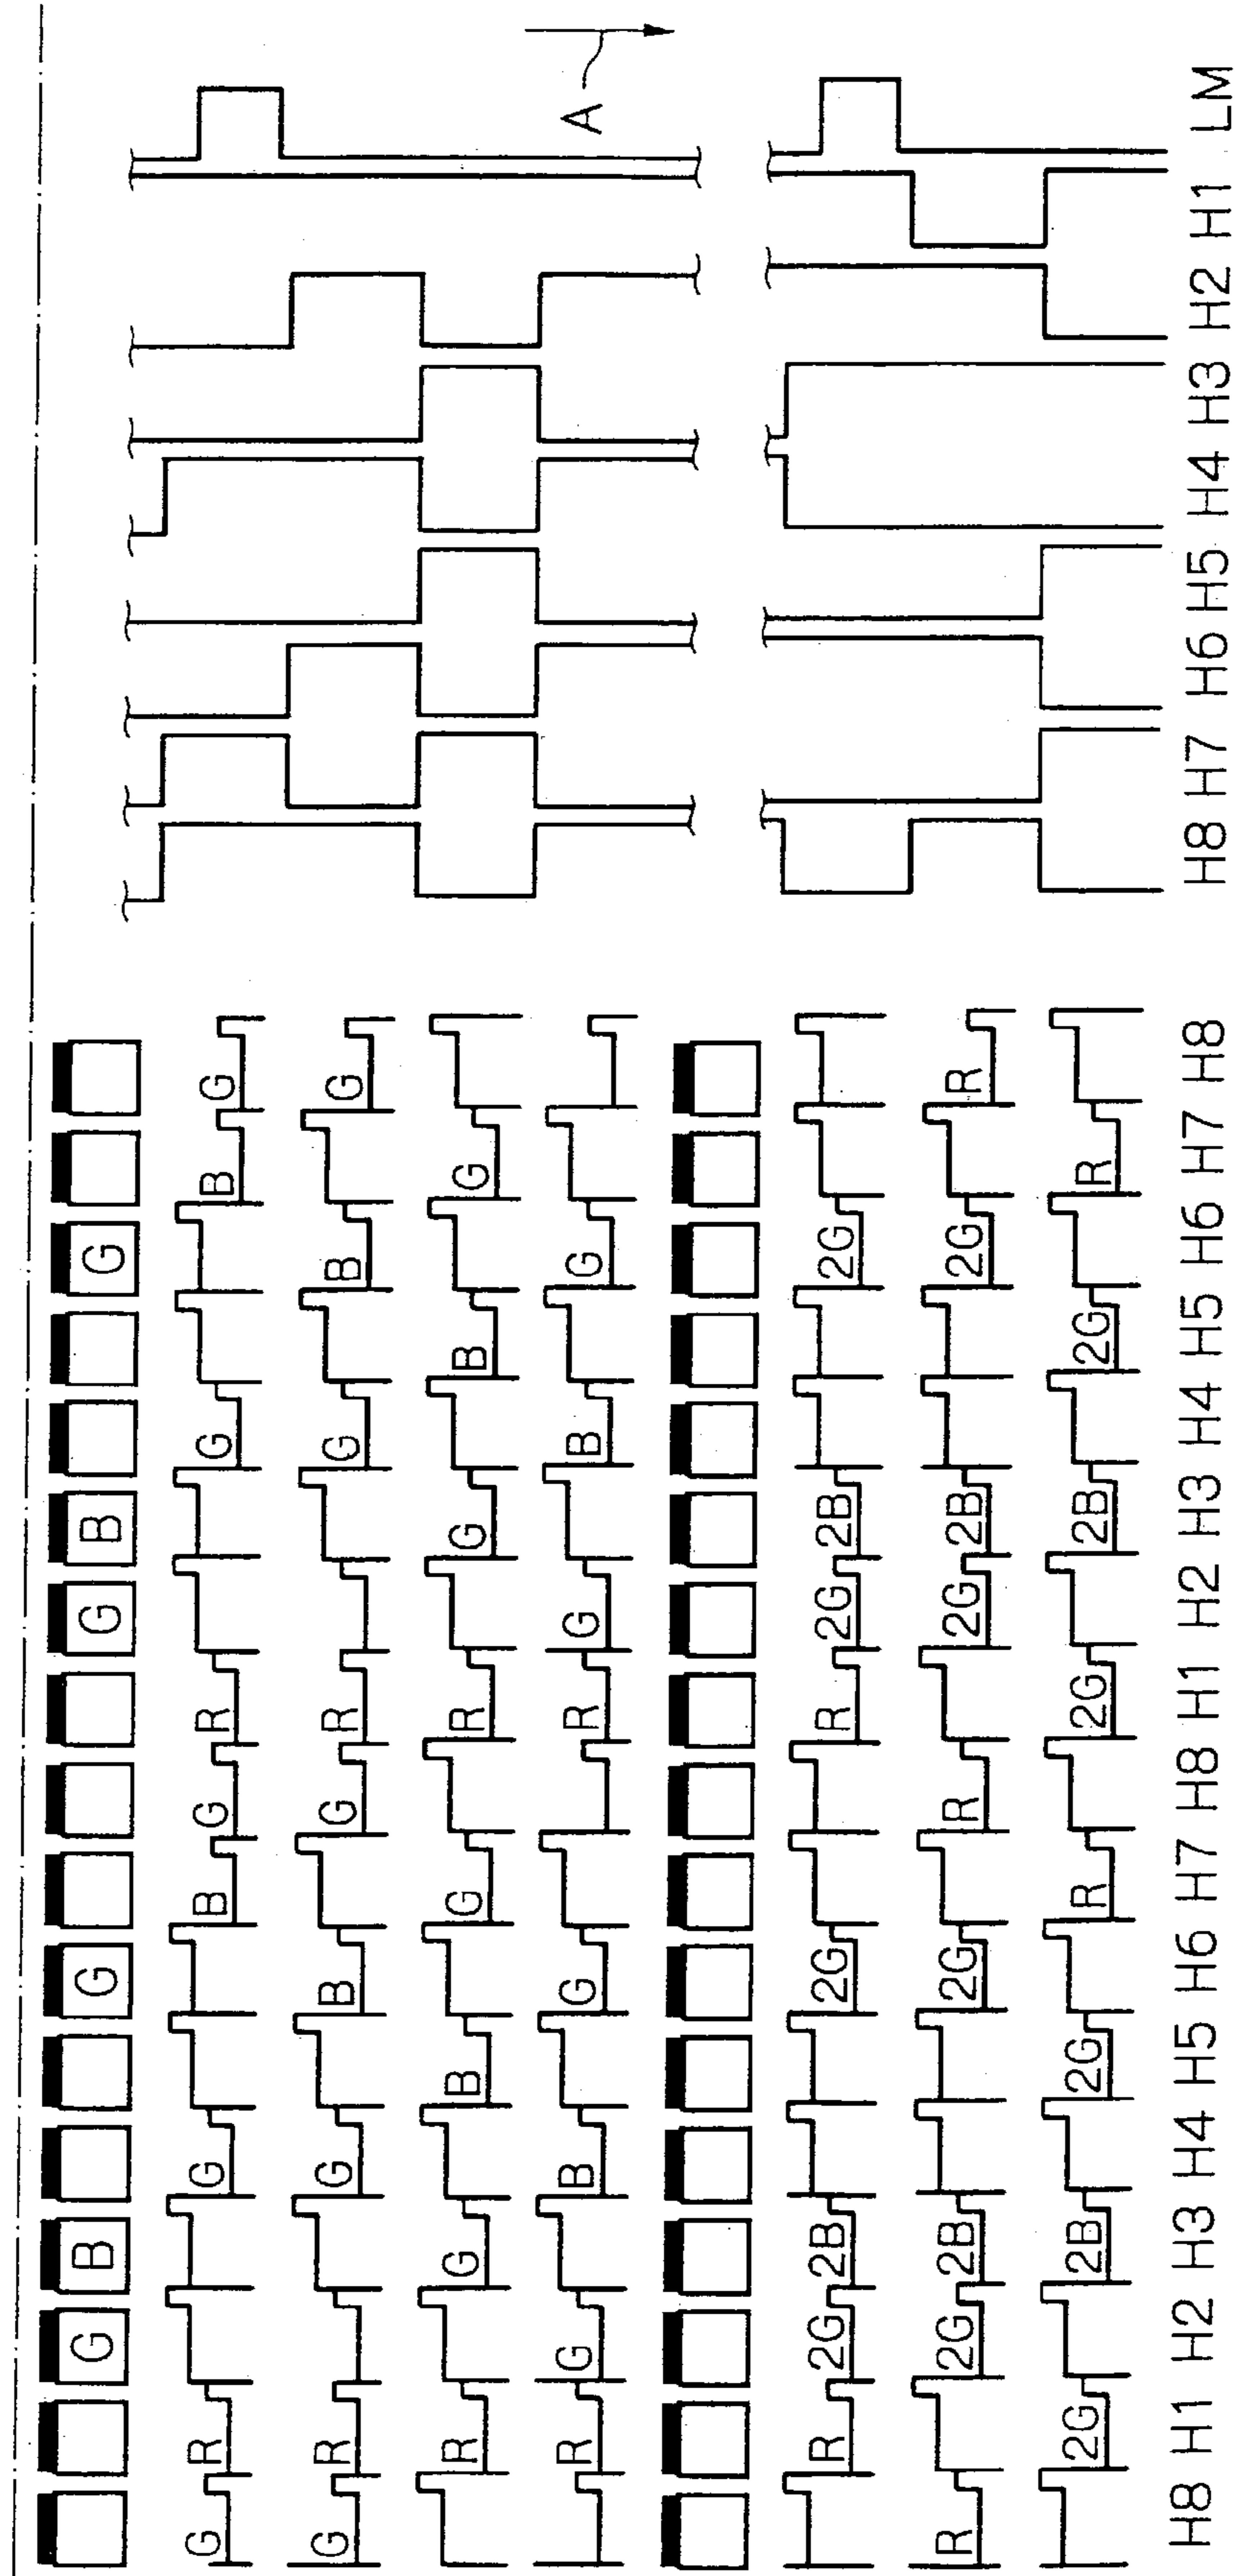 G B G G B G
G R G B G R G B G
G R G B G R G B G
R G B G R G B G
R G B G R G B G
A
R 2G 2B 2G R 2G 2B 2G
R 2G 2B 2G R 2G 2B 2G R
2G 2B 2G R 2G 2B 2G R
H8 H1 H2 H3 H4 H5 H6 H7 H8 H1 H2 H3 H4 H5 H6 H7 H8
H8 H7 H6 H5 H4 H3 H2 H1 LM